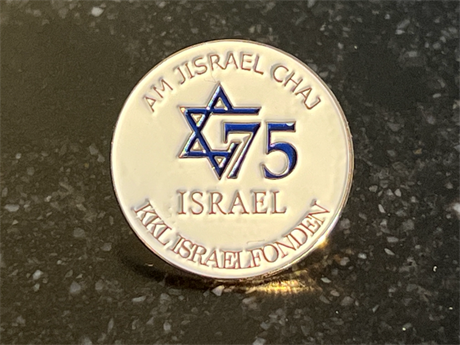 AM JISRAEL CHAJ
75
ISRAEL
KKL ISRAELFONDEN